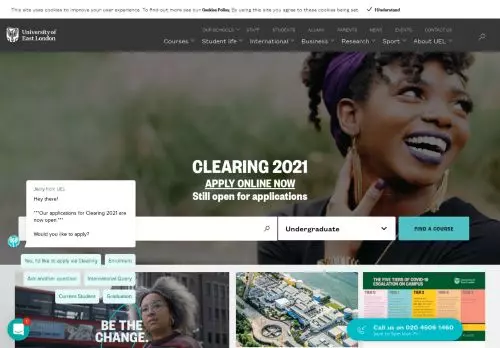 This site uses cookies to improve your user experience. To find out more see our Cookies Policy. By using this site you agree to these cookies being set.
I Understand
OUR SCHOOLS STAFF STUDENTS ALUMNI PARENTS NEWS EVENTS CONTACT US
University of
East London
Courses Student life International Business Research Sport About UEL
CLEARING 2021
APPLY ONLINE NOW
Still open for applications
Jerry from UEL
Hey there!
***Our applications for Clearing 2021 are
now open ***
Would you like to apply?
Undergraduate
FIND A COURSE
Yes, I'd like to apply via Clearing
Enrolment
Ask another question
International Query
Current Student
Graduation
BE THE
CHANGE.
THE FIVE TIERS OF COVID-19
ESCALATION ON CAMPUS
Call us on 020 4506 1460